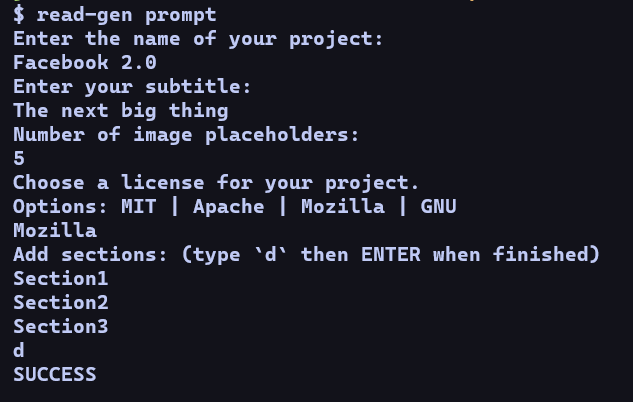 $ read-gen prompt
Enter the name of your project:
Facebook 2.0
Enter your subtitle:
The next big thing
Number of image placeholders:
5
Choose a license for your project.
Options: MIT | Apache | Mozilla | GNU
Mozilla
Add sections: (type `d` then ENTER when finished)
Section1
Section2
Section3
d
SUCCESS